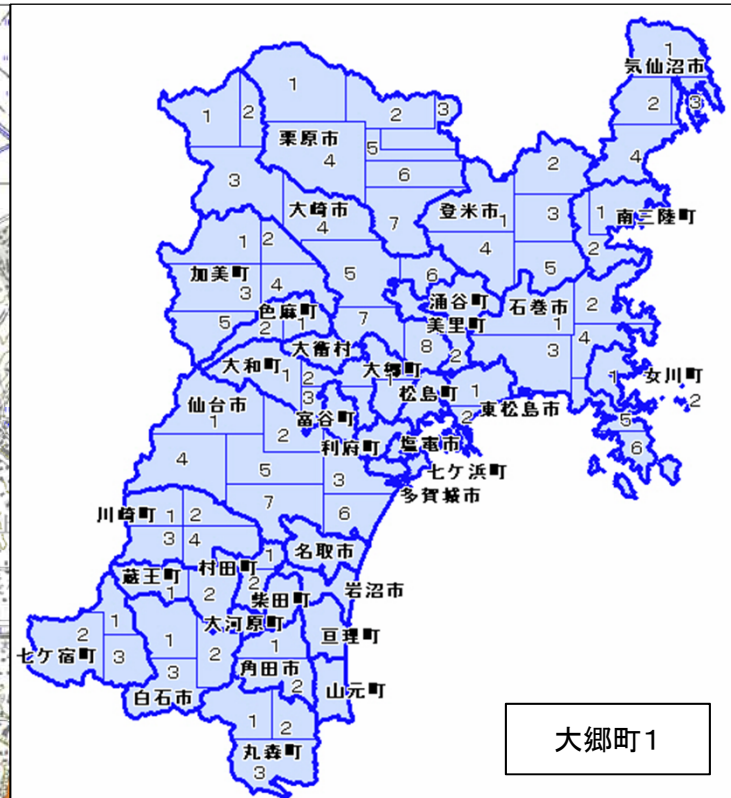 1
気仙沼市
2
3
4
1
2
1
2
3
栗原市
4
5
6
7
3
大崎市
4
5
6
7
8
登米市
1
2
3
4
5
南三陸町
1
2
加美町
1
2
3
4
5
色麻町
1
2
涌谷町
美里町
2
石巻市
1
2
3
4
5
6
女川町
1
2
大衡村
大和町
1
2
3
大郷町
1
松島町
東松島市
1
2
富谷町
利府町
塩竈市
七ケ浜町
多賀城市
仙台市
1
2
3
4
5
6
7
川崎町
1
2
3
4
名取市
村田町
1
2
蔵王町
1
2
柴田町
岩沼市
大河原町
亘理町
七ケ宿町
1
2
3
白石市
1
2
3
角田市
1
2
山元町
丸森町
1
2
3
大郷町1